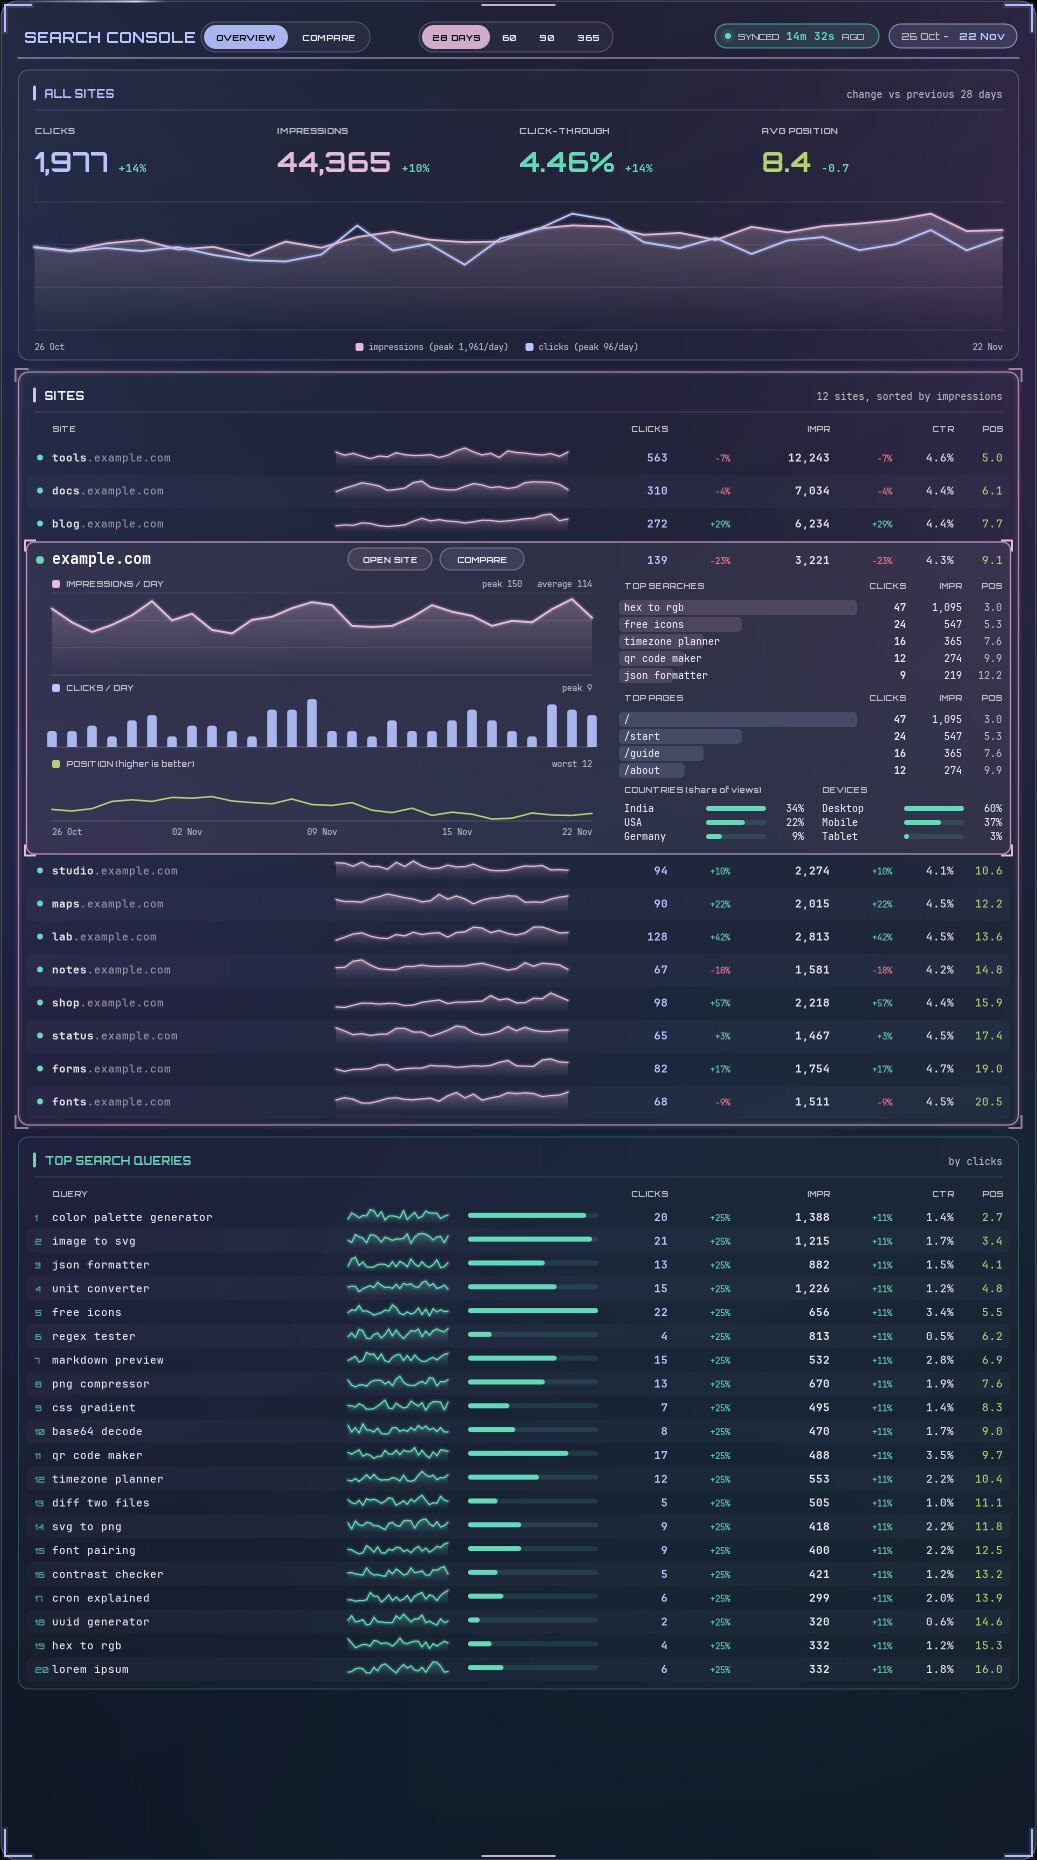 SEARCH CONSOLE OVERVIEW COMPARE 28 DAYS 60 90 365 SYNCED 14m 32s AGO 26 Oct - 22 Nov
ALL SITES change vs previous 28 days
CLICKS IMPRESSIONS CLICK-THROUGH AVG POSITION
1,977 +14% 44,365 +10% 4.46% +14% 8.4 -0.7
26 Oct impressions (peak 1,961/day) clicks (peak 96/day) 22 Nov
SITES 12 sites, sorted by impressions
SITE CLICKS IMPR CTR POS
tools.example.com 563 -7% 12,243 -7% 4.6% 5.0
docs.example.com 310 -4% 7,034 -4% 4.4% 6.1
blog.example.com 272 +29% 6,234 +29% 4.4% 7.7
example.com OPEN SITE COMPARE 139 -23% 3,221 -23% 4.3% 9.1
IMPRESSIONS / DAY peak 150 average 114
CLICKS / DAY peak 9
POSITION (higher is better) worst 12
26 Oct 02 Nov 09 Nov 15 Nov 22 Nov
TOP SEARCHES CLICKS IMPR POS
hex to rgb 47 1,095 3.0
free icons 24 547 5.3
timezone planner 16 365 7.6
qr code maker 12 274 9.9
json formatter 9 219 12.2
TOP PAGES CLICKS IMPR POS
/ 47 1,095 3.0
/start 24 547 5.3
/guide 16 365 7.6
/about 12 274 9.9
COUNTRIES (share of views) DEVICES
India 34% Desktop 60%
USA 22% Mobile 37%
Germany 9% Tablet 3%
studio.example.com 94 +10% 2,274 +10% 4.1% 10.6
maps.example.com 90 +22% 2,015 +22% 4.5% 12.2
lab.example.com 128 +42% 2,813 +42% 4.5% 13.6
notes.example.com 67 -18% 1,581 -18% 4.2% 14.8
shop.example.com 98 +57% 2,218 +57% 4.4% 15.9
status.example.com 65 +3% 1,467 +3% 4.5% 17.4
forms.example.com 82 +17% 1,754 +17% 4.7% 19.0
fonts.example.com 68 -9% 1,511 -9% 4.5% 20.5
TOP SEARCH QUERIES by clicks
QUERY CLICKS IMPR CTR POS
1 color palette generator 20 +25% 1,388 +11% 1.4% 2.7
2 image to svg 21 +25% 1,215 +11% 1.7% 3.4
3 json formatter 13 +25% 882 +11% 1.5% 4.1
4 unit converter 15 +25% 1,226 +11% 1.2% 4.8
5 free icons 22 +25% 656 +11% 3.4% 5.5
6 regex tester 4 +25% 813 +11% 0.5% 6.2
7 markdown preview 15 +25% 532 +11% 2.8% 6.9
8 png compressor 13 +25% 670 +11% 1.9% 7.6
9 css gradient 7 +25% 495 +11% 1.4% 8.3
10 base64 decode 8 +25% 470 +11% 1.7% 9.0
11 qr code maker 17 +25% 488 +11% 3.5% 9.7
12 timezone planner 12 +25% 553 +11% 2.2% 10.4
13 diff two files 5 +25% 505 +11% 1.0% 11.1
14 svg to png 9 +25% 418 +11% 2.2% 11.8
15 font pairing 9 +25% 400 +11% 2.2% 12.5
16 contrast checker 5 +25% 421 +11% 1.2% 13.2
17 cron explained 6 +25% 299 +11% 2.0% 13.9
18 uuid generator 2 +25% 320 +11% 0.6% 14.6
19 hex to rgb 4 +25% 332 +11% 1.2% 15.3
20 lorem ipsum 6 +25% 332 +11% 1.8% 16.0